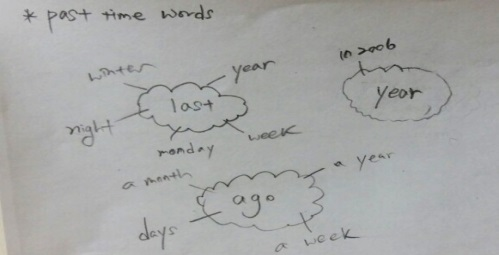 * past time words
winter
year
last
night
monday
week
in 2006
year
a month
a year
ago
days
a week